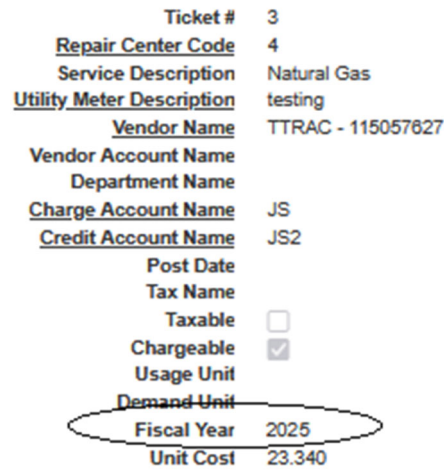 Ticket # 3
Repair Center Code 4
Service Description Natural Gas
Utility Meter Description testing
Vendor Name TTRAC - 115057627
Vendor Account Name
Department Name
Charge Account Name JS
Credit Account Name JS2
Post Date
Tax Name
Taxable
Chargeable
Usage Unit
Demand Unit
Fiscal Year 2025
Unit Cost 23.340